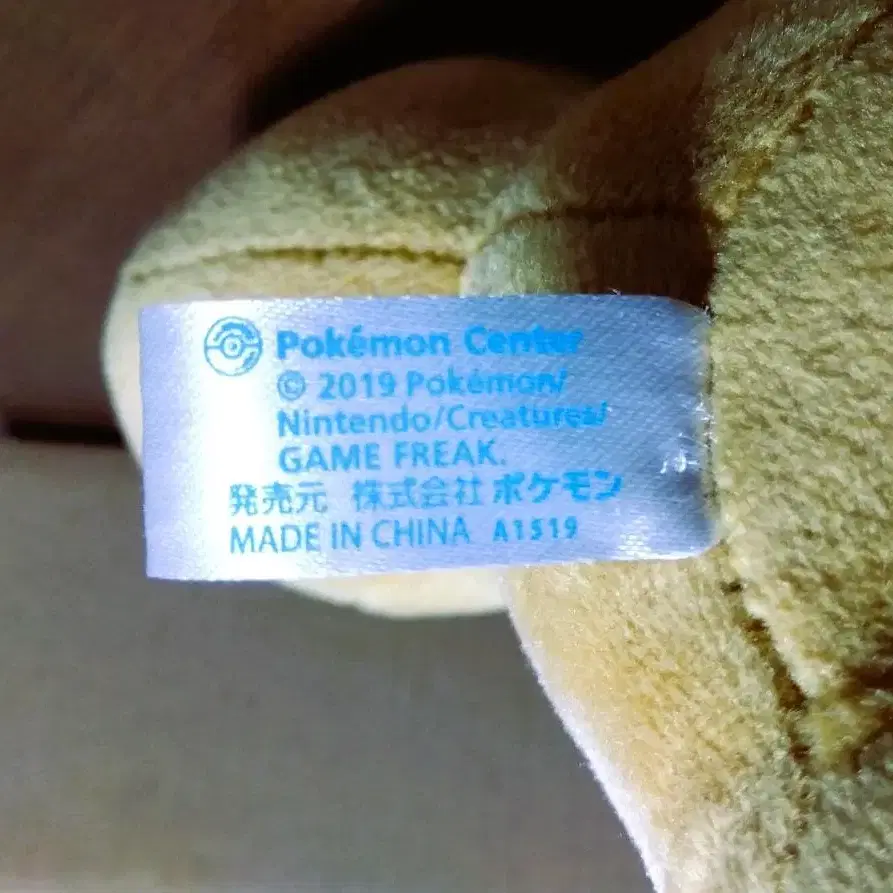 Pokémon Center
© 2019 Pokémon/
Nintendo/Creatures/
GAME FREAK.
発売元 株式会社ポケモン
MADE IN CHINA A1519